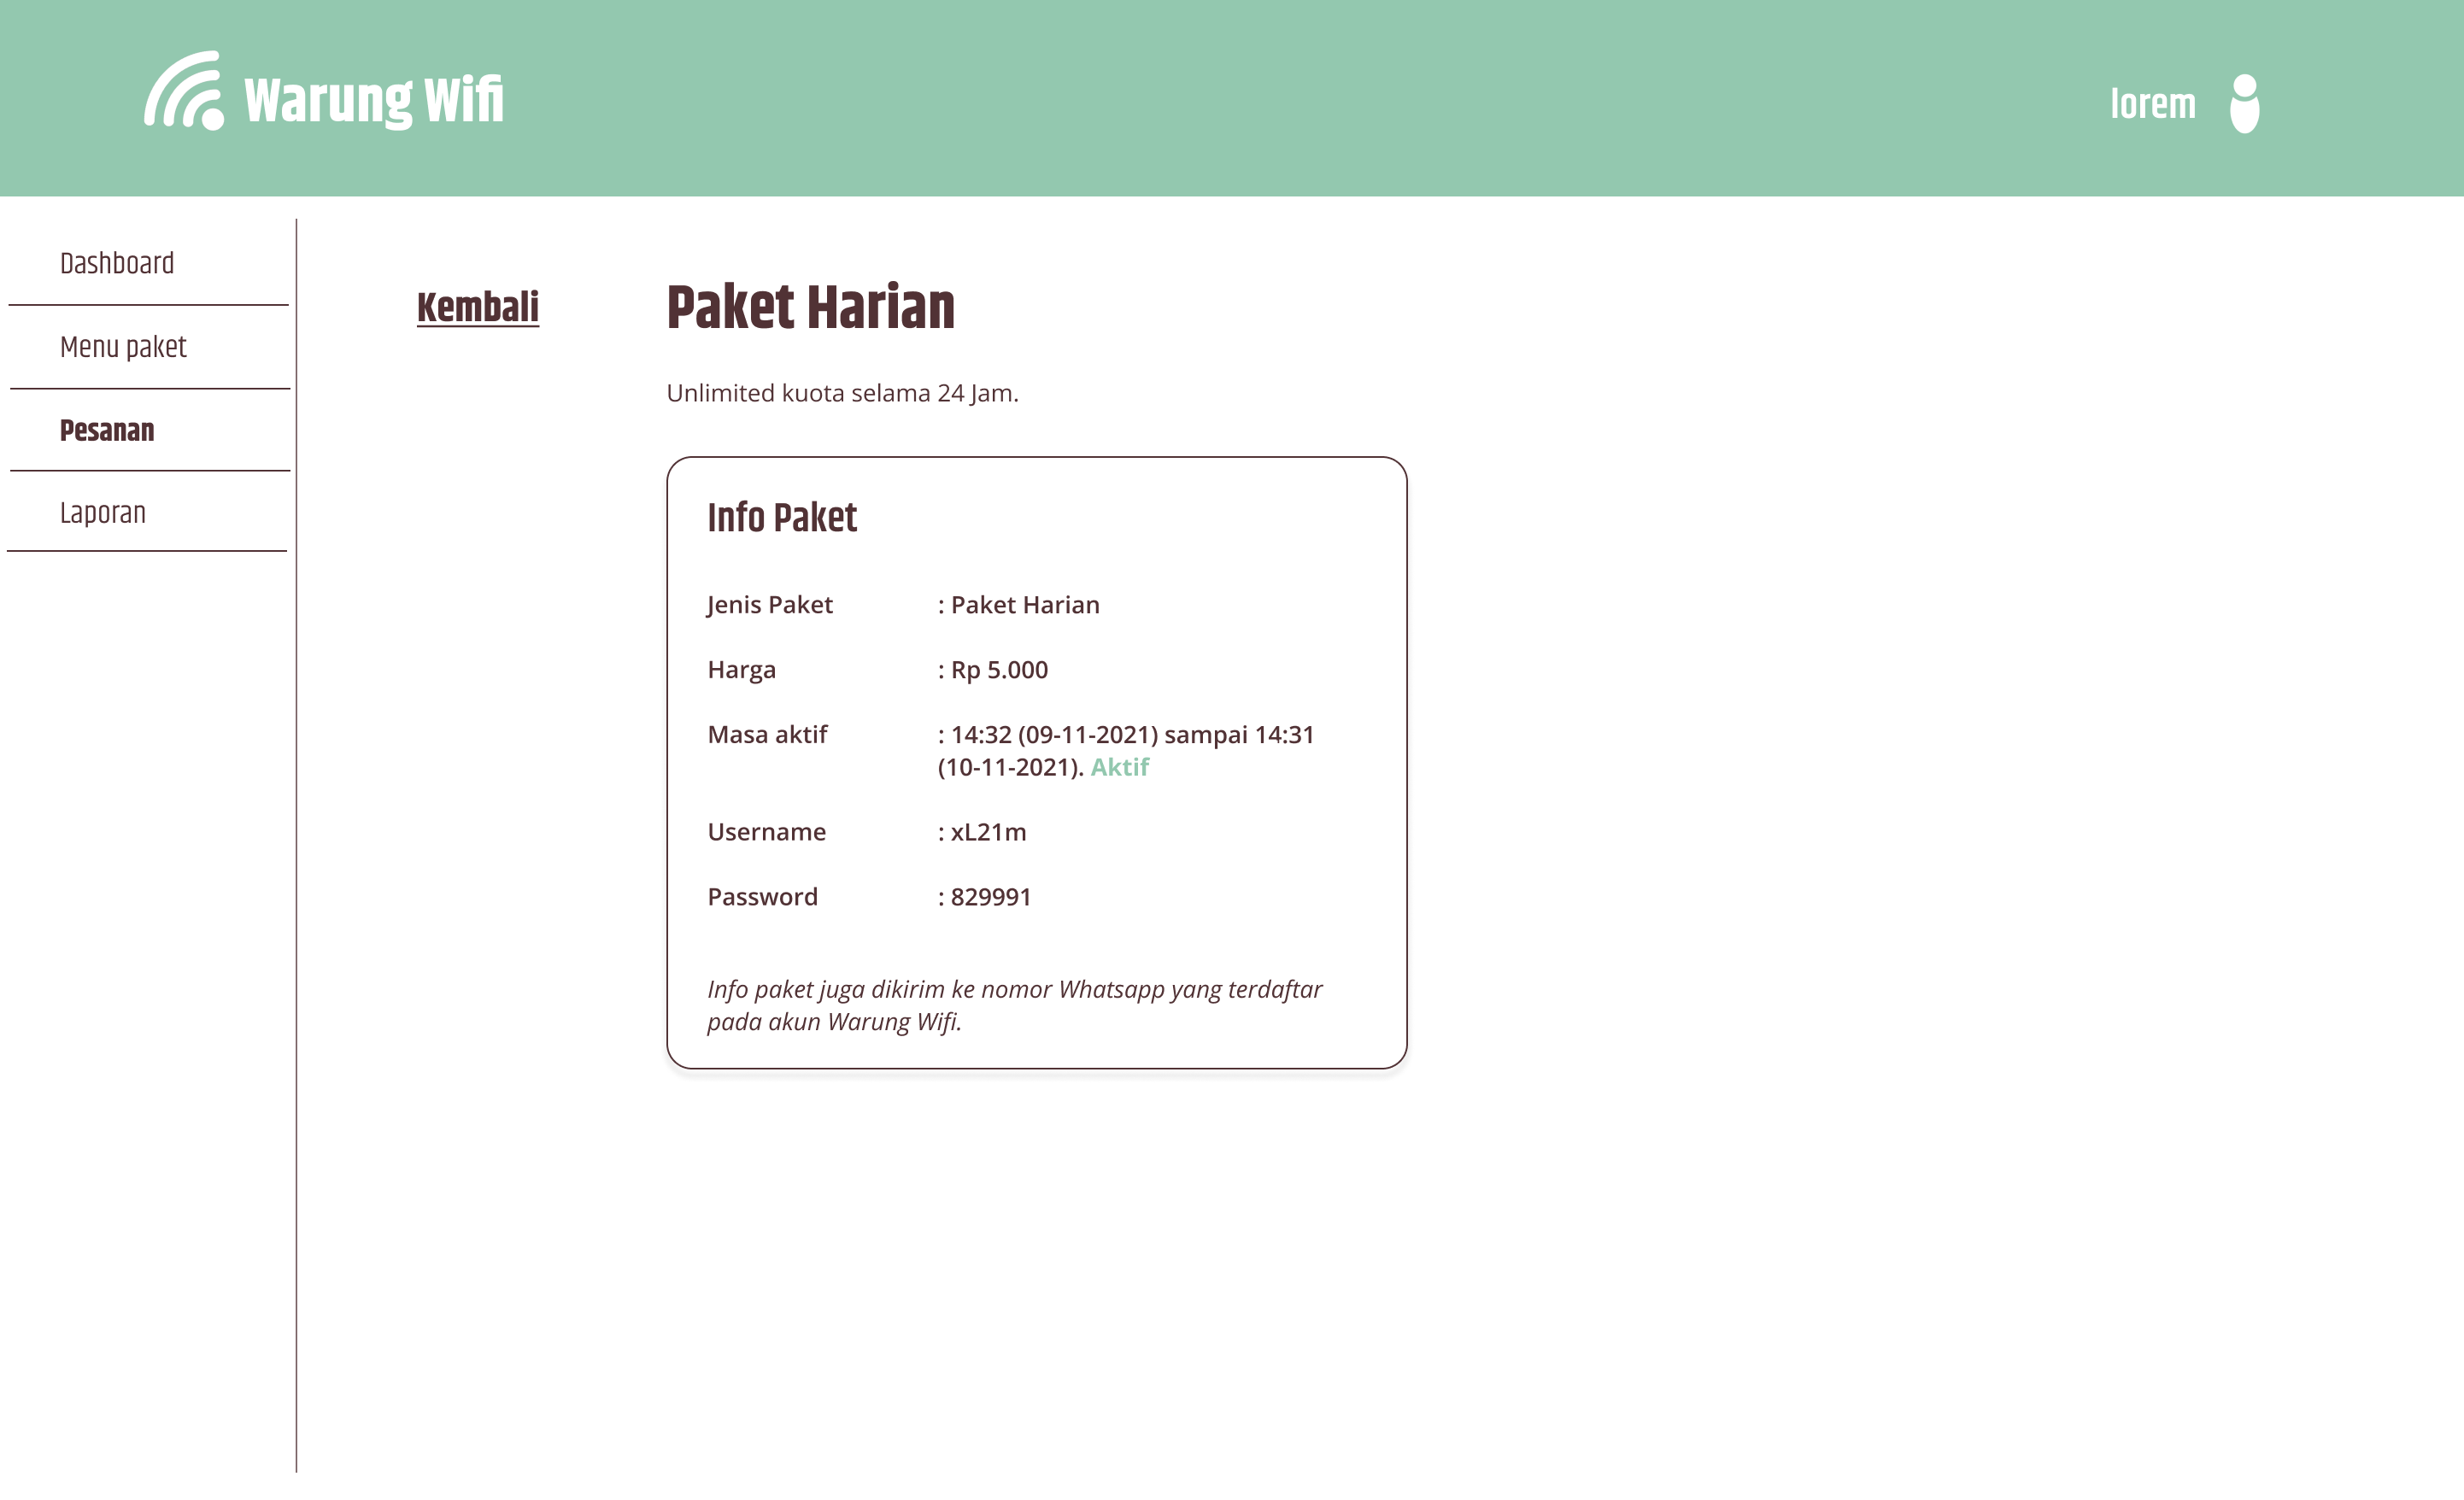 Warung Wifi
lorem
Dashboard
Menu paket
Pesanan
Laporan
Kembali
Paket Harian
Unlimited kuota selama 24 Jam.
Info Paket
Jenis Paket : Paket Harian
Harga : Rp 5.000
Masa aktif : 14:32 (09-11-2021) sampai 14:31
(10-11-2021). Aktif
Username : xL21m
Password : 829991
Info paket juga dikirim ke nomor Whatsapp yang terdaftar
pada akun Warung Wifi.